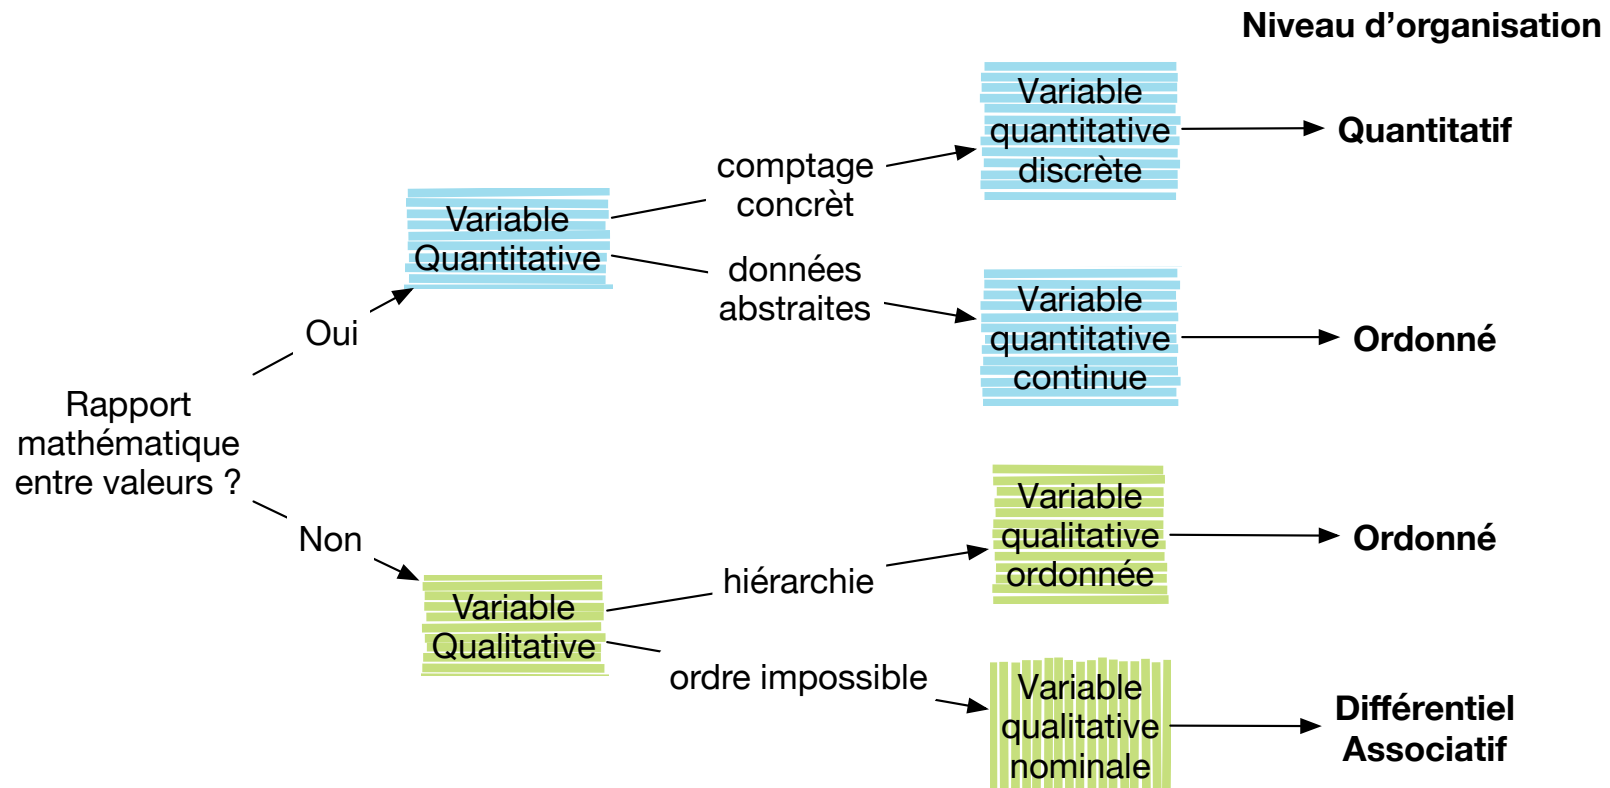 Niveau d’organisation
Variable
quantitative
discrète
Quantitatif
comptage
concrèt
Variable
Quantitative
données
abstraites
Variable
quantitative
continue
Ordonné
Oui
Rapport
mathématique
entre valeurs ?
Non
Variable
qualitative
ordonnée
Ordonné
hiérarchie
Variable
Qualitative
ordre impossible
Variable
qualitative
nominale
Différentiel
Associatif